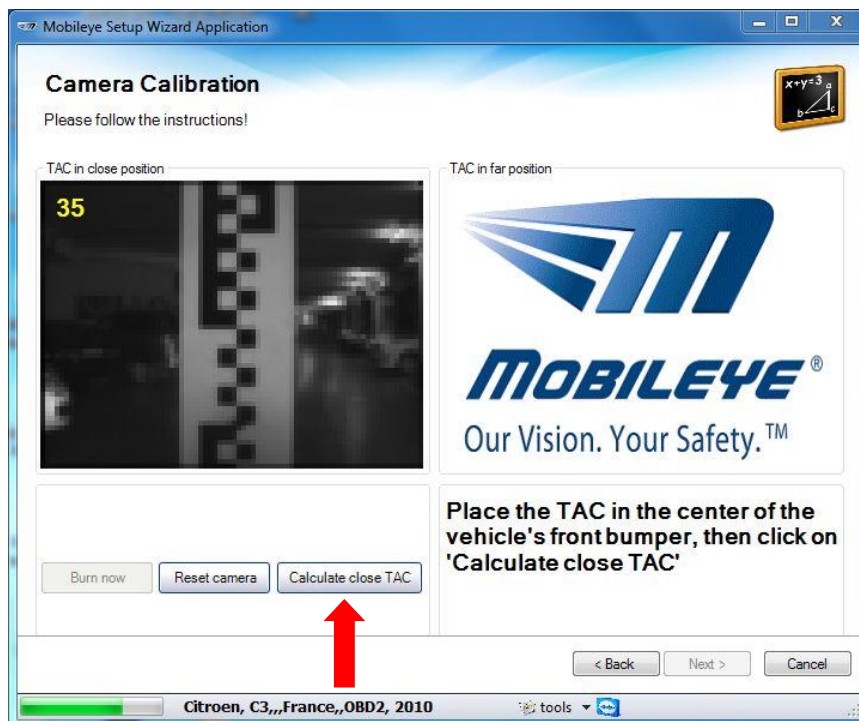 Mobileye Setup Wizard Application
Camera Calibration
Please follow the instructions!
x+y=3
a
b
c
TAC in close position
35
TAC in far position
MOBILEYE®
Our Vision. Your Safety.™
Place the TAC in the center of the
vehicle's front bumper, then click on
'Calculate close TAC'
Burn now
Reset camera
Calculate close TAC
< Back
Next >
Cancel
Citroen, C3,,,France,,OBD2, 2010
tools